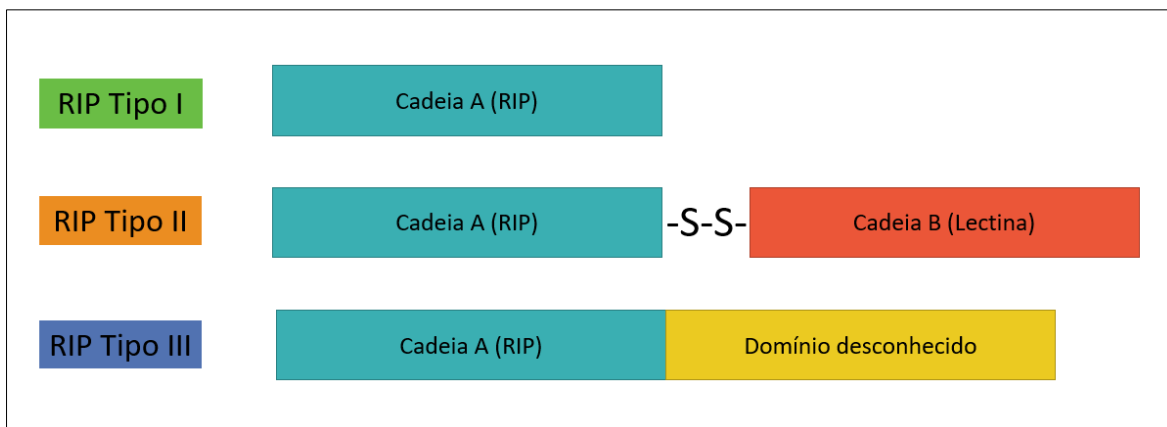 RIP Tipo I
Cadeia A (RIP)
RIP Tipo II
Cadeia A (RIP)
-S-S-
Cadeia B (Lectina)
RIP Tipo III
Cadeia A (RIP)
Domínio desconhecido